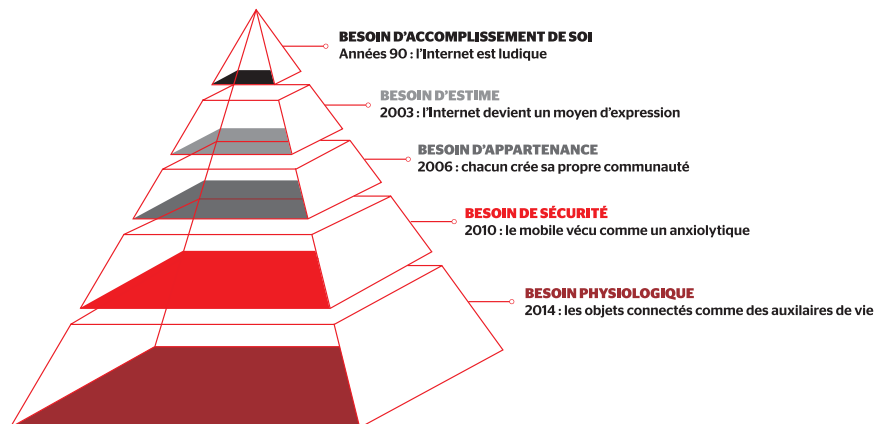 BESOIN D'ACCOMPLISSEMENT DE SOI
Années 90 : l'Internet est ludique
BESOIN D'ESTIME
2003 : l'Internet devient un moyen d'expression
BESOIN D'APPARTENANCE
2006 : chacun crée sa propre communauté
BESOIN DE SÉCURITÉ
2010 : le mobile vécu comme un anxiolytique
BESOIN PHYSIOLOGIQUE
2014 : les objets connectés comme des auxilaires de vie